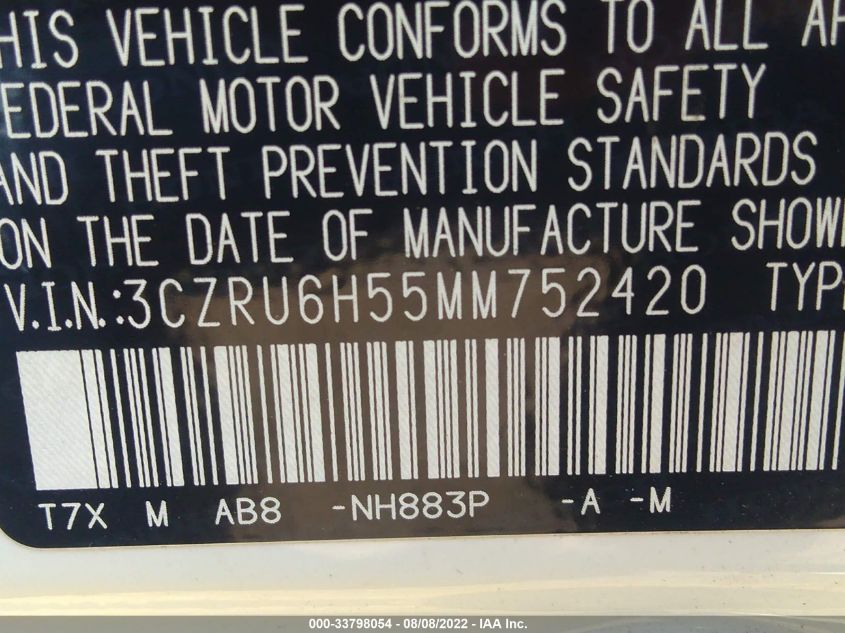 HIS VEHICLE CONFORMS TO ALL AP
EDERAL MOTOR VEHICLE SAFETY
AND THEFT PREVENTION STANDARDS
ON THE DATE OF MANUFACTURE SHOW
V.I.N.:3CZRU6H55MM752420 TYP
T7X M AB8 -NH883P -A -M
000-33798054 - 08/08/2022 - IAA Inc.